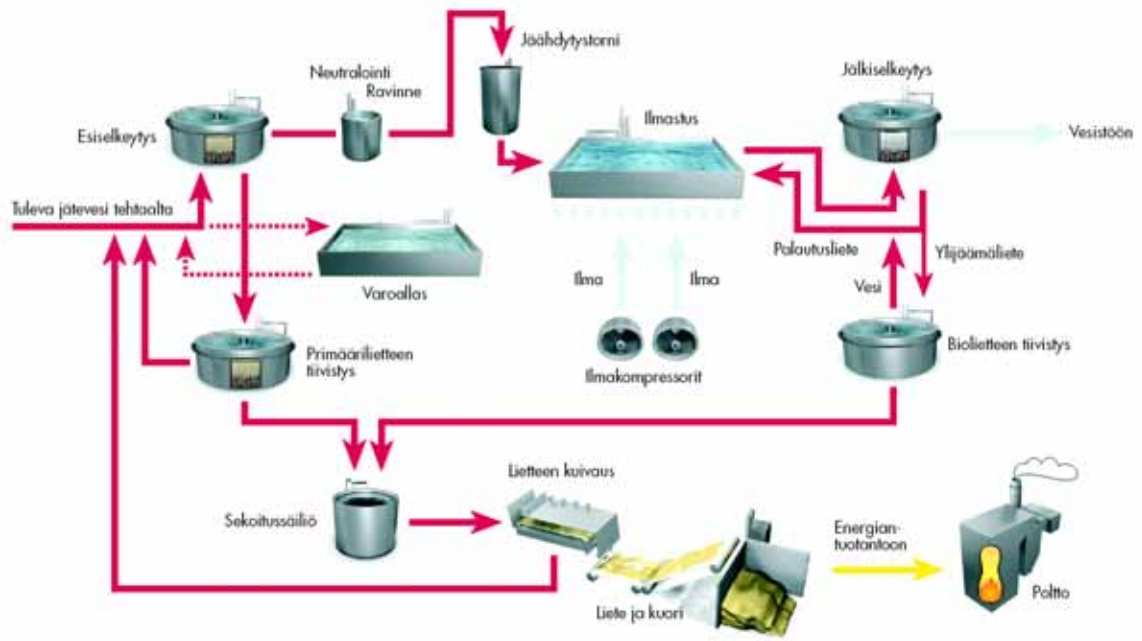 Jäähdytystorni
Neutralointi
Ravinne
Jälkiselkeytys
Esiselkeytys
Ilmastus
Vesistöön
Tuleva jätevesi tehtaalta
Palautusliete
Ylijäämäliete
Varoallas
Ilma
Ilma
Vesi
Primäärilietteen
tiivistys
Biolietteen tiivistys
Ilmakompressorit
Lietteen kuivaus
Sekoitussäiliö
Energian-
tuotantoon
Liete ja kuori
Poltto